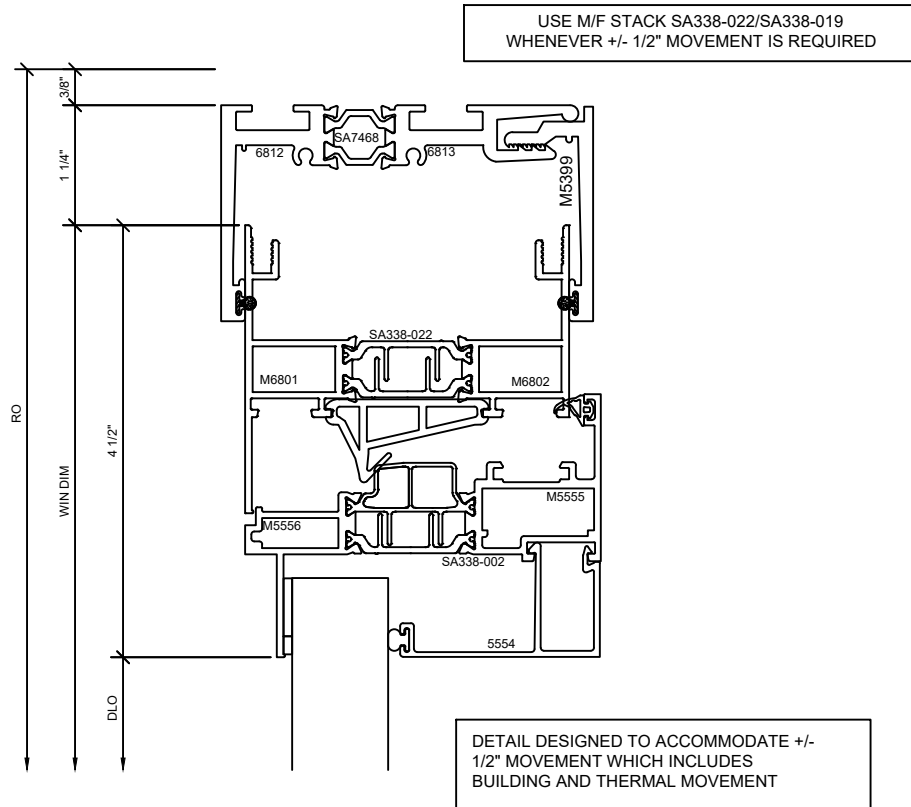 USE M/F STACK SA338-022/SA338-019
WHENEVER +/- 1/2" MOVEMENT IS REQUIRED
3/8"
1 1/4"
SA7468
6812
6813
M5399
SA338-022
M6801
M6802
RO
WIN DIM
4 1/2"
M5555
M5556
SA338-002
5554
DLO
DETAIL DESIGNED TO ACCOMMODATE +/-
1/2" MOVEMENT WHICH INCLUDES
BUILDING AND THERMAL MOVEMENT